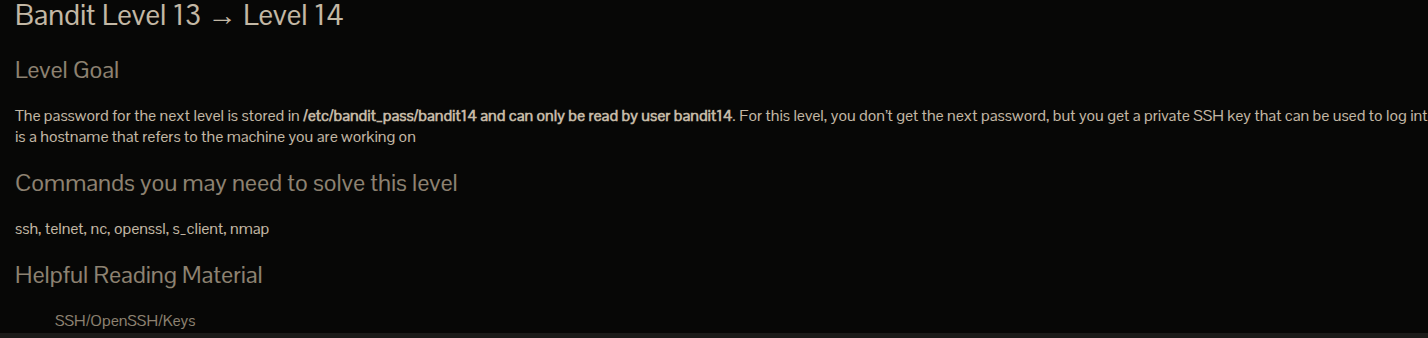 Bandit Level 13 → Level 14
Level Goal
The password for the next level is stored in /etc/bandit_pass/bandit14 and can only be read by user bandit14. For this level, you don't get the next password, but you get a private SSH key that can be used to log int
is a hostname that refers to the machine you are working on
Commands you may need to solve this level
ssh, telnet, nc, openssl, s_client, nmap
Helpful Reading Material
SSH/OpenSSH/Keys